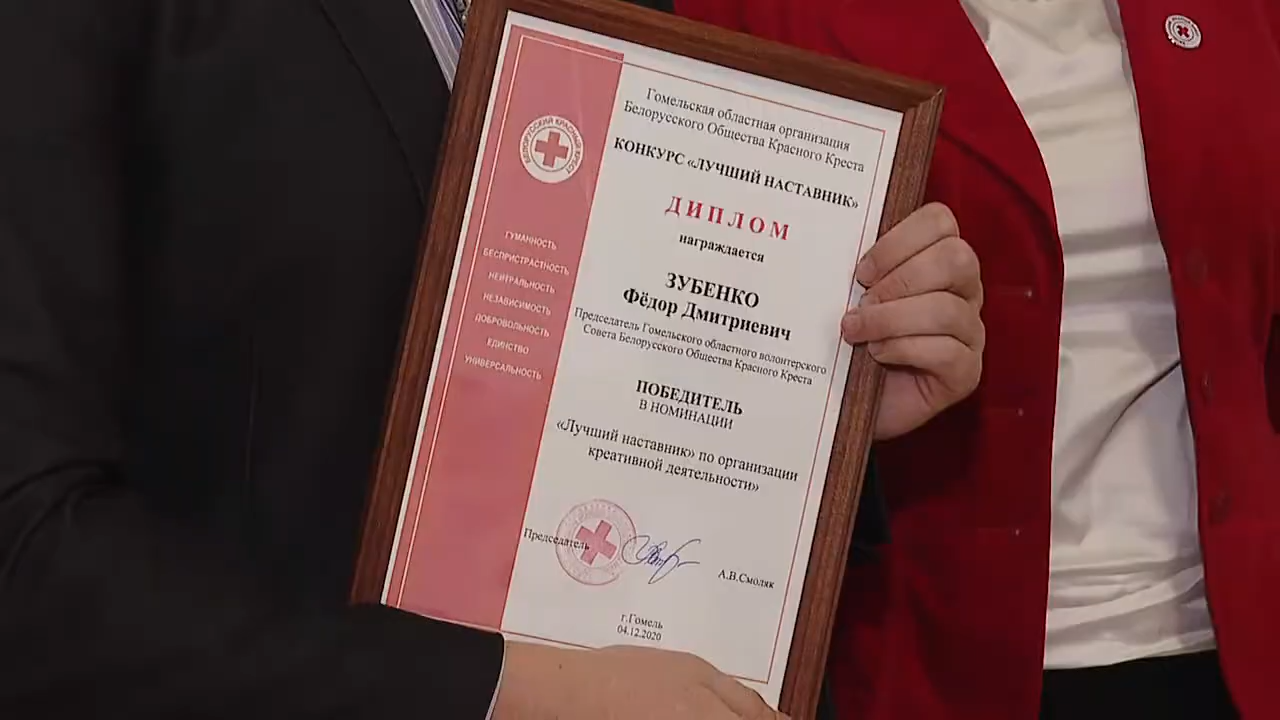 Гомельская областная организация
Белорусского Общества Красного Креста
КОНКУРС «ЛУЧШИЙ НАСТАВНИК»
ДИПЛОМ
награждается
ЗУБЕНКО
Фёдор Дмитриевич
Председатель Гомельского областного волонтерского
Совета Белорусского Общества Красного Креста
ПОБЕДИТЕЛЬ
В НОМИНАЦИИ
«Лучший наставник» по организации
креативной деятельности»
Председатель
А.В.Смоляк
г.Гомель
04.12.2020
БЕЛОРУССКИЙ КРАСНЫЙ КРЕСТ
ГУМАННОСТЬ
БЕСПРИСТРАСТНОСТЬ
НЕЙТРАЛЬНОСТЬ
НЕЗАВИСИМОСТЬ
ДОБРОВОЛЬНОСТЬ
ЕДИНСТВО
УНИВЕРСАЛЬНОСТЬ